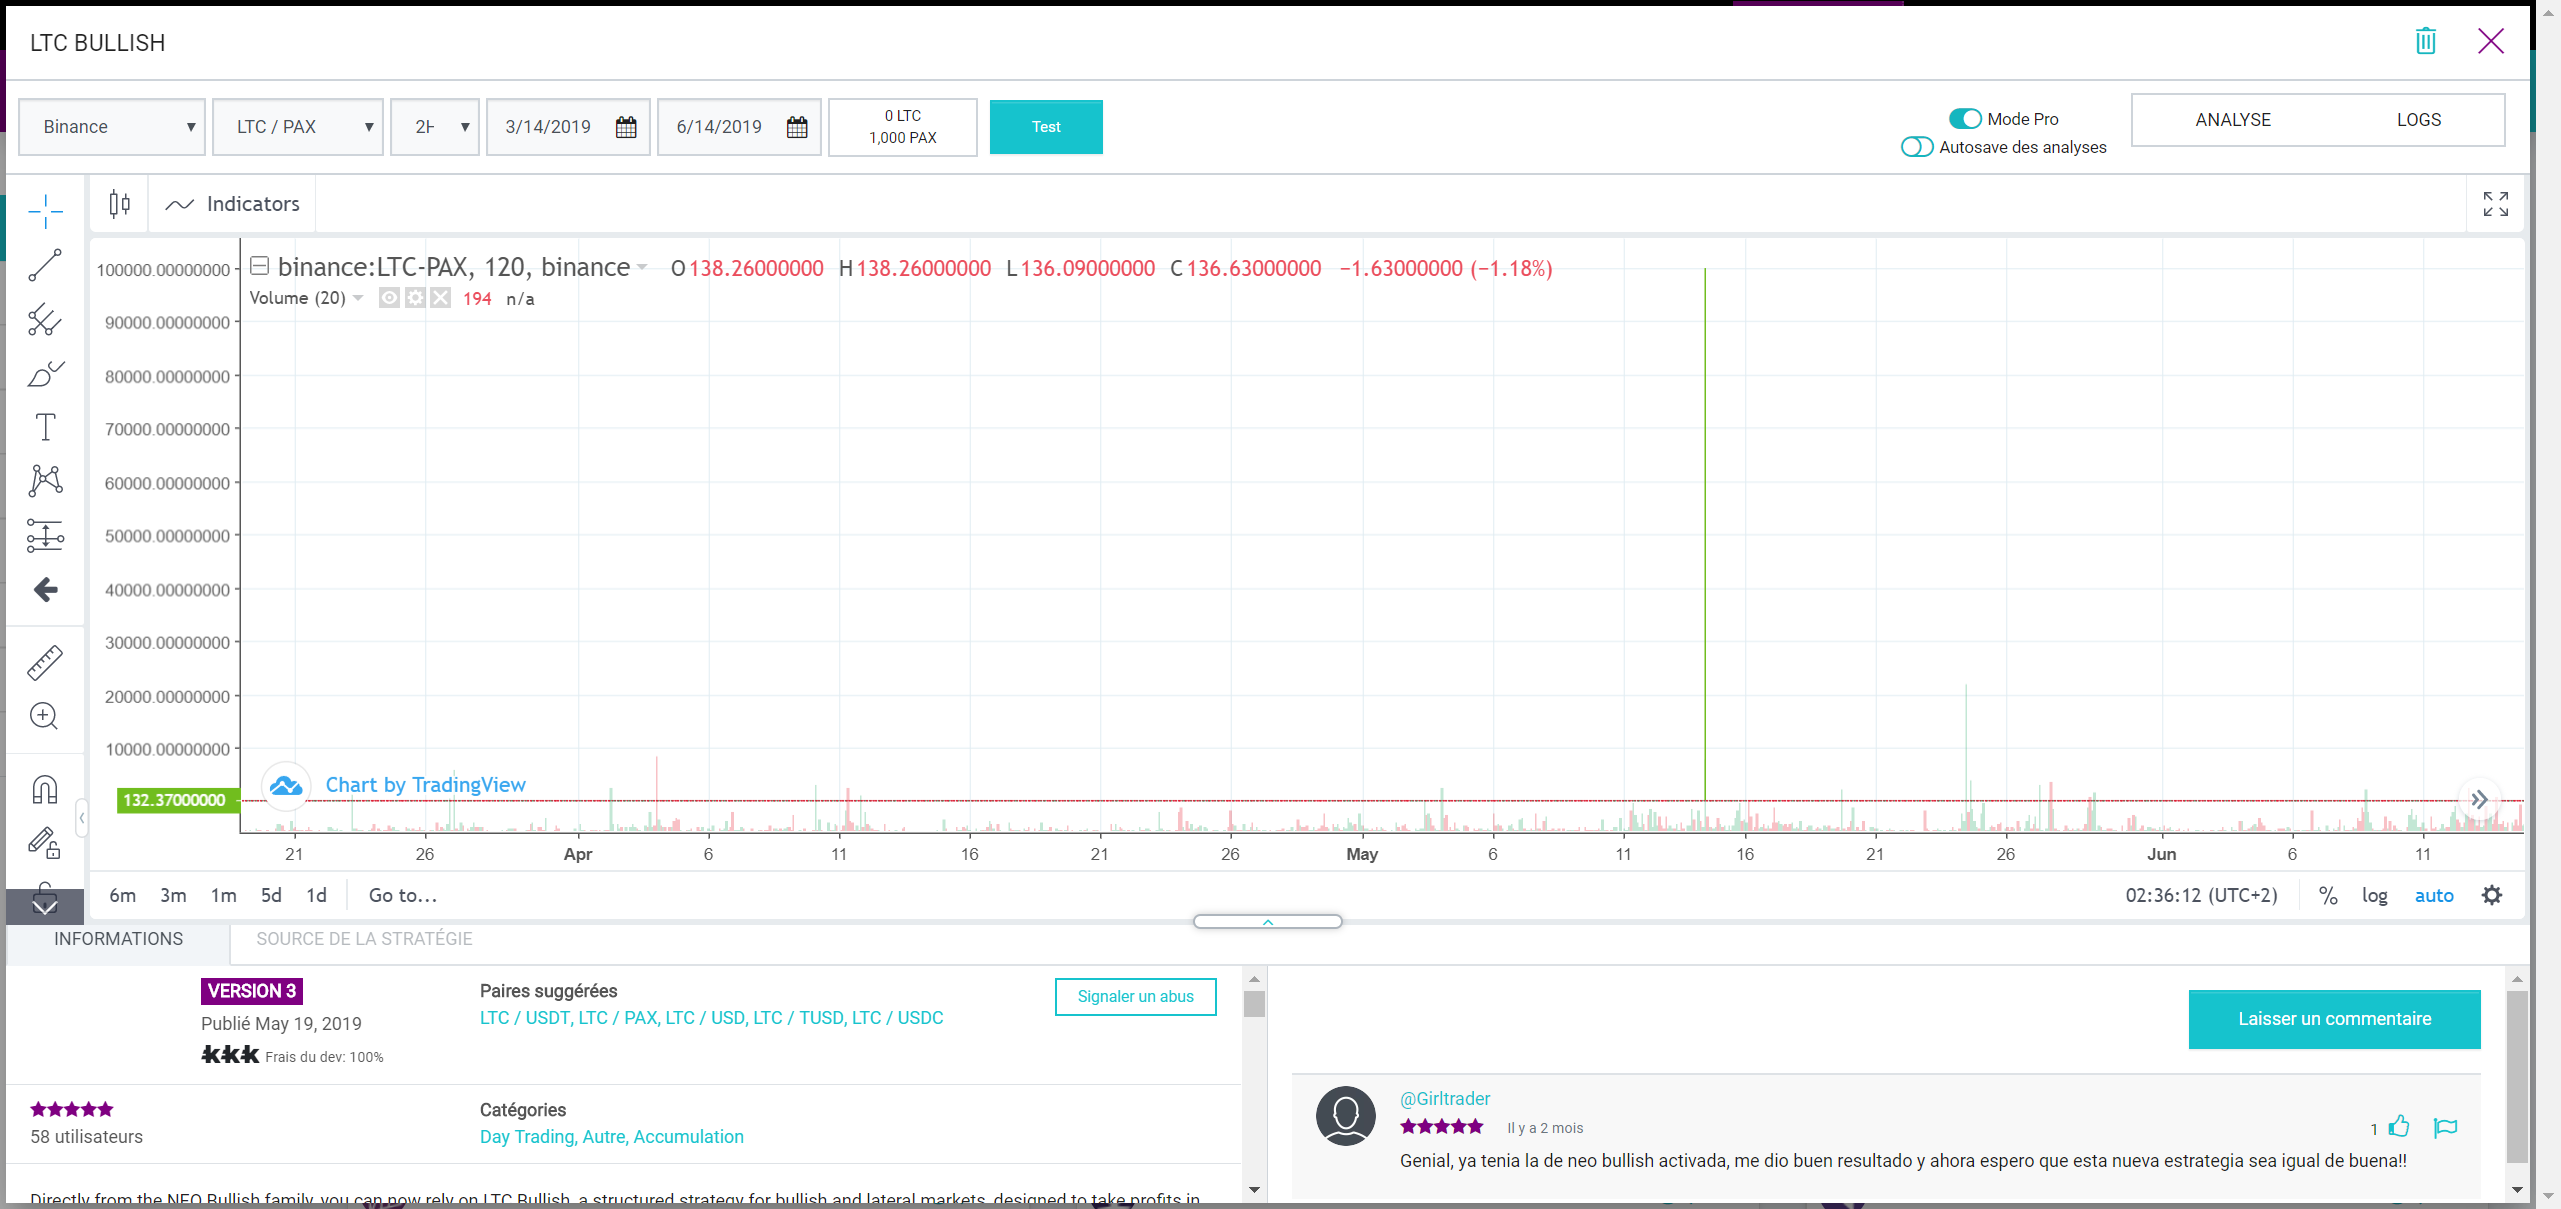 LTC BULLISH
Binance
LTC / PAX
2H
3/14/2019
6/14/2019
0 LTC
1,000 PAX
Test
Mode Pro
Autosave des analyses
ANALYSE
LOGS
Indicators
binance:LTC-PAX, 120, binance O138.26000000 H138.26000000 L136.09000000 C136.63000000 −1.63000000 (−1.18%)
Volume (20) 194 n/a
100000.00000000
90000.00000000
80000.00000000
70000.00000000
60000.00000000
50000.00000000
40000.00000000
30000.00000000
20000.00000000
10000.00000000
132.37000000
Chart by TradingView
21 26 Apr 6 11 16 21 26 May 6 11 16 21 26 Jun 6 11
6m 3m 1m 5d 1d Go to...
02:36:12 (UTC+2) % log auto
INFORMATIONS
SOURCE DE LA STRATÉGIE
VERSION 3
Publié May 19, 2019
Frais du dev: 100%
Paires suggérées
LTC / USDT, LTC / PAX, LTC / USD, LTC / TUSD, LTC / USDC
Signaler un abus
58 utilisateurs
Catégories
Day Trading, Autre, Accumulation
Directly from the NEO Bullish family, you can now rely on LTC Bullish, a structured strategy for bullish and lateral markets, designed to take profits in
Laisser un commentaire
@Girltrader
Il y a 2 mois
1
Genial, ya tenia la de neo bullish activada, me dio buen resultado y ahora espero que esta nueva estrategia sea igual de buena!!